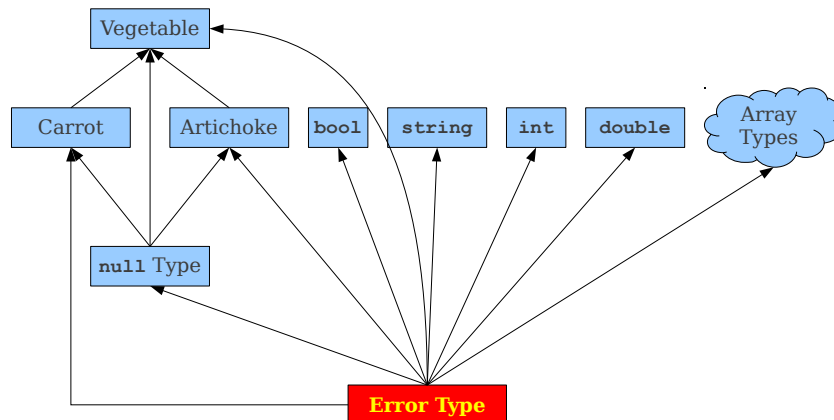 Vegetable
Carrot
Artichoke
bool
string
int
double
Array
Types
null Type
Error Type